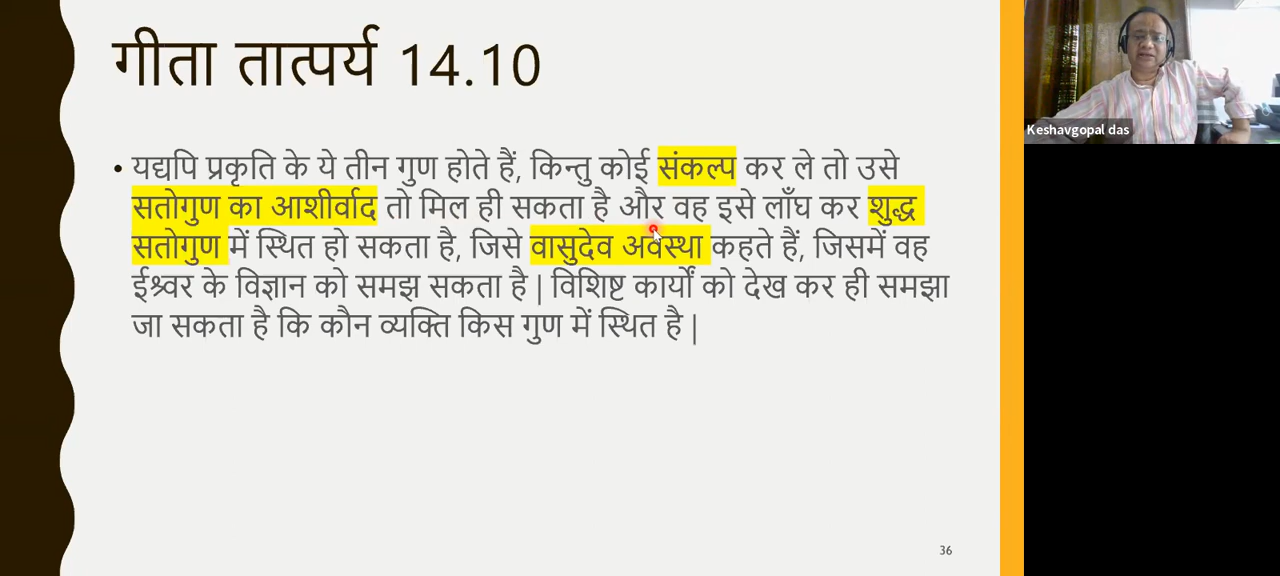 गीता तात्पर्य 14.10
• यद्यपि प्रकृति के ये तीन गुण होते हैं, किन्तु कोई संकल्प कर ले तो उसे
सतोगुण का आशीर्वाद तो मिल ही सकता है और वह इसे लाँघ कर शुद्ध
सतोगुण में स्थित हो सकता है, जिसे वासुदेव अवस्था कहते हैं, जिसमें वह
ईश्र्वर के विज्ञान को समझ सकता है | विशिष्ट कार्यों को देख कर ही समझा
जा सकता है कि कौन व्यक्ति किस गुण में स्थित है |
36
Keshavgopal das